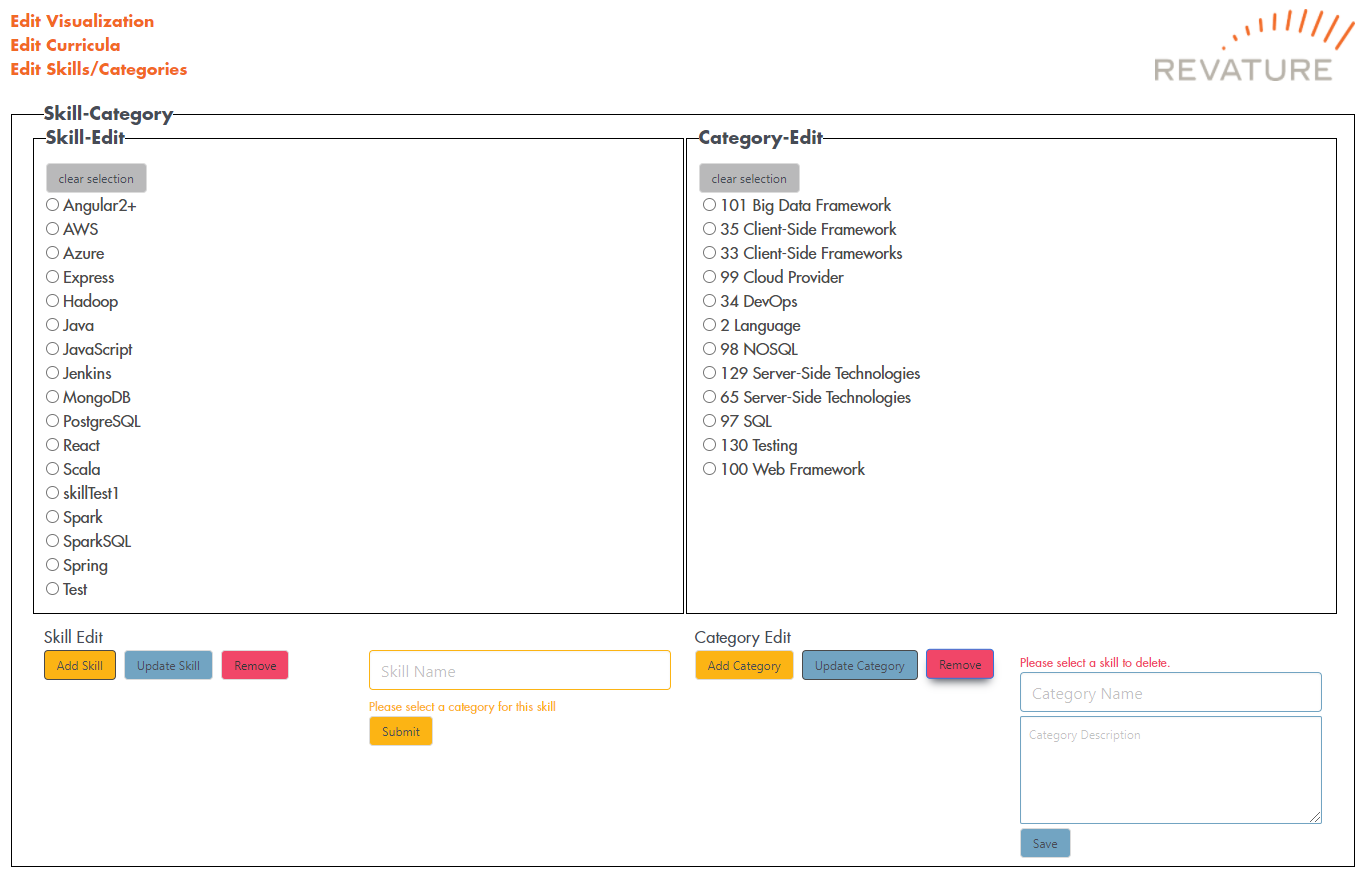 Edit Visualization
Edit Curricula
Edit Skills/Categories
REVATURE
Skill-Category
Skill-Edit
clear selection
Angular2+
AWS
Azure
Express
Hadoop
Java
JavaScript
Jenkins
MongoDB
PostgreSQL
React
Scala
skillTest1
Spark
SparkSQL
Spring
Test
Category-Edit
clear selection
101 Big Data Framework
35 Client-Side Framework
33 Client-Side Frameworks
99 Cloud Provider
34 DevOps
2 Language
98 NOSQL
129 Server-Side Technologies
65 Server-Side Technologies
97 SQL
130 Testing
100 Web Framework
Skill Edit
Add Skill Update Skill Remove
Skill Name
Please select a category for this skill
Submit
Category Edit
Add Category Update Category Remove
Please select a skill to delete.
Category Name
Category Description
Save